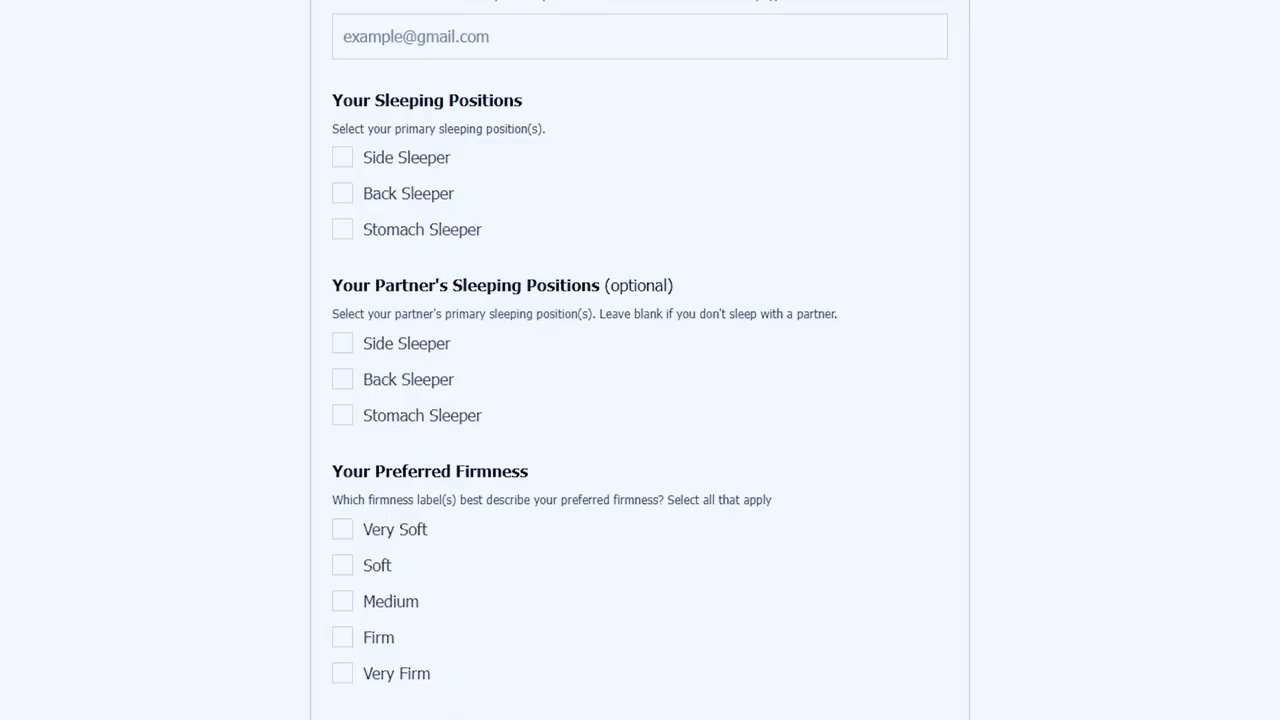 example@gmail.com
Your Sleeping Positions
Select your primary sleeping position(s).
Side Sleeper
Back Sleeper
Stomach Sleeper
Your Partner's Sleeping Positions (optional)
Select your partner's primary sleeping position(s). Leave blank if you don't sleep with a partner.
Side Sleeper
Back Sleeper
Stomach Sleeper
Your Preferred Firmness
Which firmness label(s) best describe your preferred firmness? Select all that apply
Very Soft
Soft
Medium
Firm
Very Firm